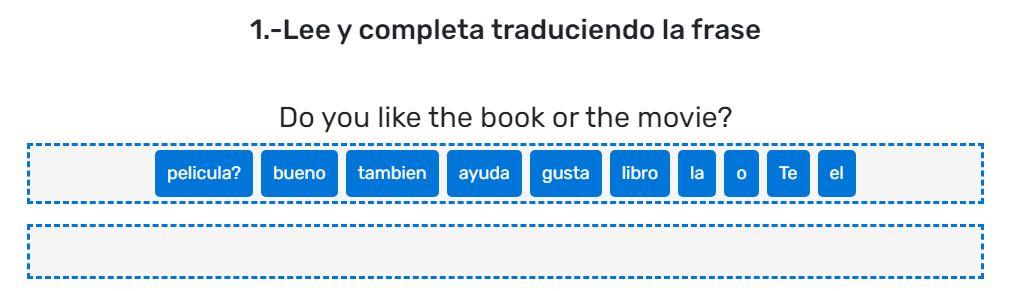 1.-Lee y completa traduciendo la frase
Do you like the book or the movie?
pelicula? bueno tambien ayuda gusta libro la o Te el